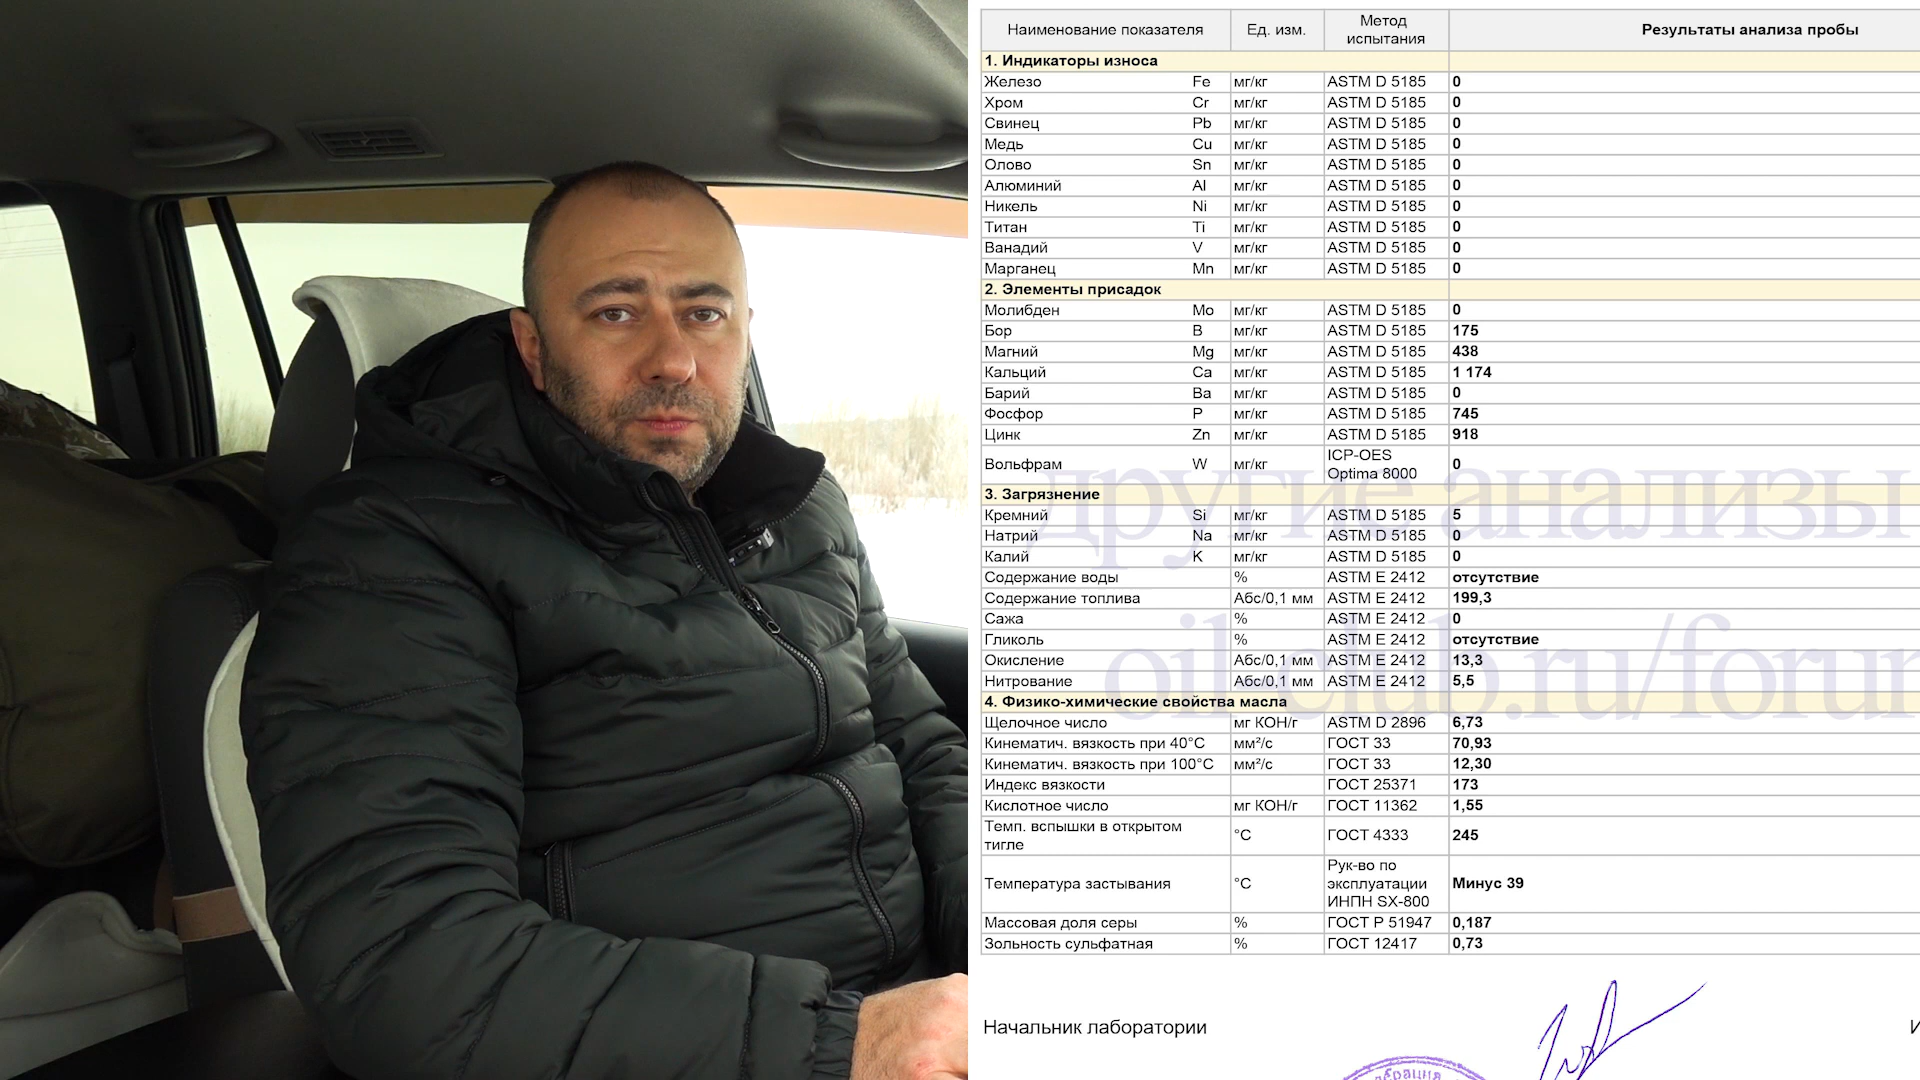 Наименование показателя Ед. изм. Метод испытания Результаты анализа пробы
1. Индикаторы износа
Железо Fe мг/кг ASTM D 5185 0
Хром Cr мг/кг ASTM D 5185 0
Свинец Pb мг/кг ASTM D 5185 0
Медь Cu мг/кг ASTM D 5185 0
Олово Sn мг/кг ASTM D 5185 0
Алюминий Al мг/кг ASTM D 5185 0
Никель Ni мг/кг ASTM D 5185 0
Титан Ti мг/кг ASTM D 5185 0
Ванадий V мг/кг ASTM D 5185 0
Марганец Mn мг/кг ASTM D 5185 0
2. Элементы присадок
Молибден Mo мг/кг ASTM D 5185 0
Бор B мг/кг ASTM D 5185 175
Магний Mg мг/кг ASTM D 5185 438
Кальций Ca мг/кг ASTM D 5185 1 174
Барий Ba мг/кг ASTM D 5185 0
Фосфор P мг/кг ASTM D 5185 745
Цинк Zn мг/кг ASTM D 5185 918
Вольфрам W мг/кг ICP-OES Optima 8000 0
3. Загрязнение
Кремний Si мг/кг ASTM D 5185 5
Натрий Na мг/кг ASTM D 5185 0
Калий K мг/кг ASTM D 5185 0
Содержание воды % ASTM E 2412 отсутствие
Содержание топлива Абс/0,1 мм ASTM E 2412 199,3
Сажа % ASTM E 2412 0
Гликоль % ASTM E 2412 отсутствие
Окисление Абс/0,1 мм ASTM E 2412 13,3
Нитрование Абс/0,1 мм ASTM E 2412 5,5
4. Физико-химические свойства масла
Щелочное число мг КОН/г ASTM D 2896 6,73
Кинематич. вязкость при 40°С мм²/с ГОСТ 33 70,93
Кинематич. вязкость при 100°С мм²/с ГОСТ 33 12,30
Индекс вязкости ГОСТ 25371 173
Кислотное число мг КОН/г ГОСТ 11362 1,55
Темп. вспышки в открытом тигле °С ГОСТ 4333 245
Температура застывания °С Рук-во по эксплуатации ИНПН SX-800 Минус 39
Массовая доля серы % ГОСТ Р 51947 0,187
Зольность сульфатная % ГОСТ 12417 0,73
другие анализы
oil-club.ru/forum
Начальник лаборатории